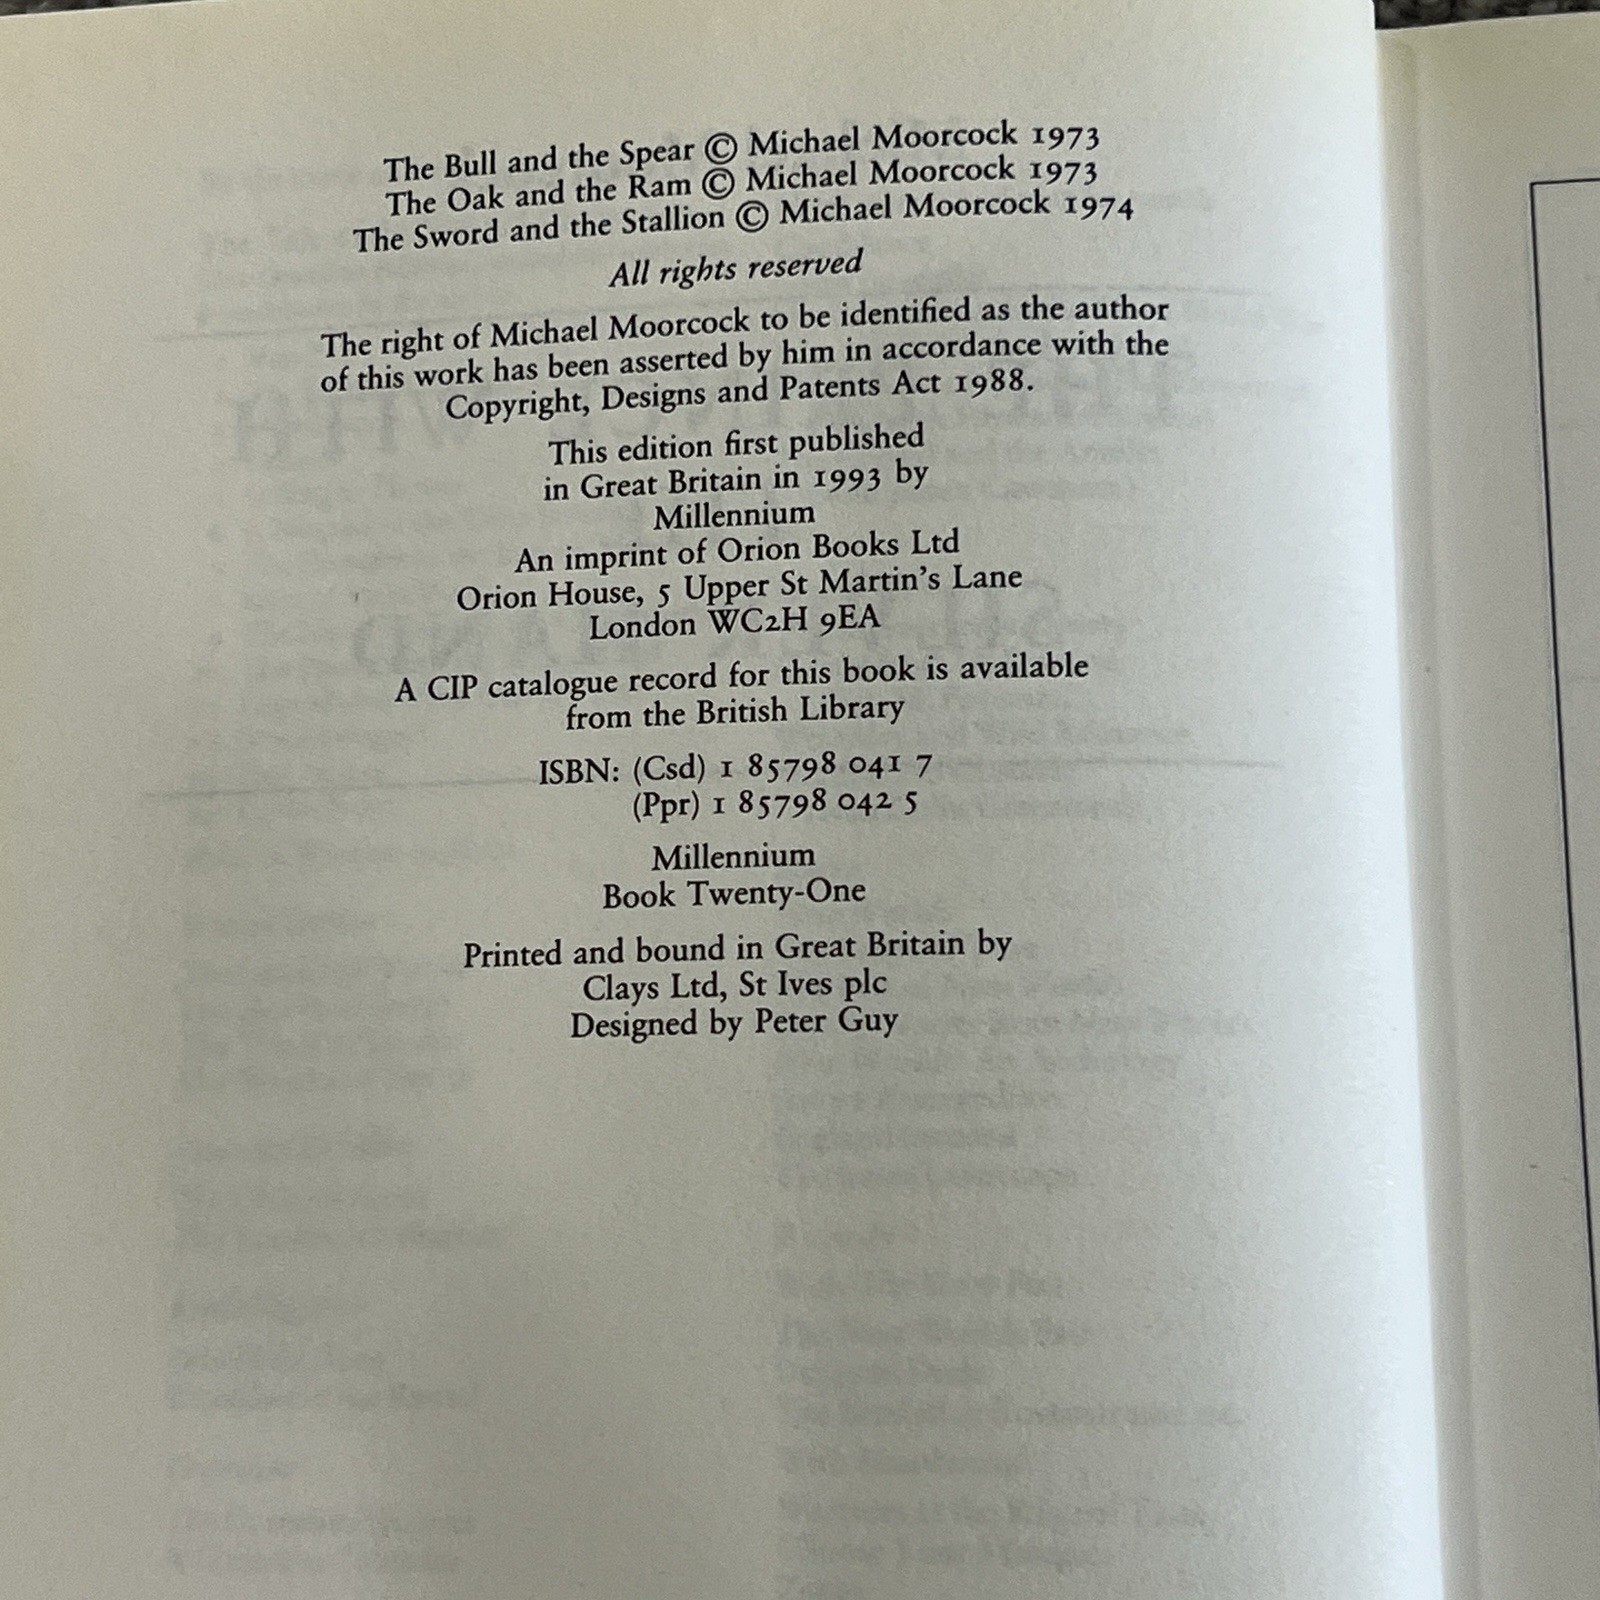 The Bull and the Spear © Michael Moorcock 1973
The Oak and the Ram © Michael Moorcock 1973
The Sword and the Stallion © Michael Moorcock 1974
All rights reserved
The right of Michael Moorcock to be identified as the author
of this work has been asserted by him in accordance with the
Copyright, Designs and Patents Act 1988.
This edition first published
in Great Britain in 1993 by
Millennium
An imprint of Orion Books Ltd
Orion House, 5 Upper St Martin's Lane
London WC2H 9EA
A CIP catalogue record for this book is available
from the British Library
ISBN: (Csd) 1 85798 041 7
(Ppr) 1 85798 042 5
Millennium
Book Twenty-One
Printed and bound in Great Britain by
Clays Ltd, St Ives plc
Designed by Peter Guy